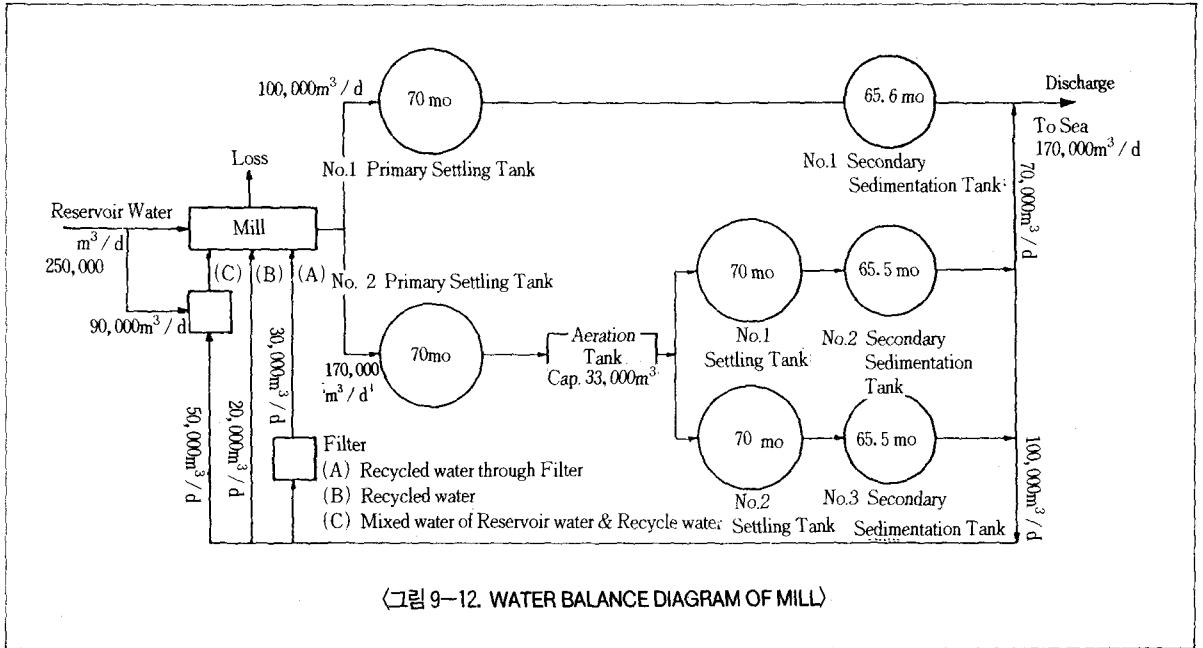 100,000m³/d
70 mo
No.1 Primary Settling Tank
65.6 mo
No.1 Secondary
Sedimentation Tank
Discharge
To Sea
170,000m³/d
70,000m³/d
Loss
Reservoir Water
m³/d
250,000
Mill
(C) (B) (A)
90,000m³/d
No. 2 Primary Settling Tank
170,000
m³/d
70mo
Aeration
Tank
Cap. 33,000m³
70 mo
No.1
Settling Tank
65.5 mo
No.2 Secondary
Sedimentation
Tank
70 mo
No.2
Settling Tank
65.5 mo
No.3 Secondary
Sedimentation Tank
100,000m³/d
50,000m³/d
20,000m³/d
30,000m³/d
Filter
(A) Recycled water through Filter
(B) Recycled water
(C) Mixed water of Reservoir water & Recycle water
〈그림 9-12. WATER BALANCE DIAGRAM OF MILL〉